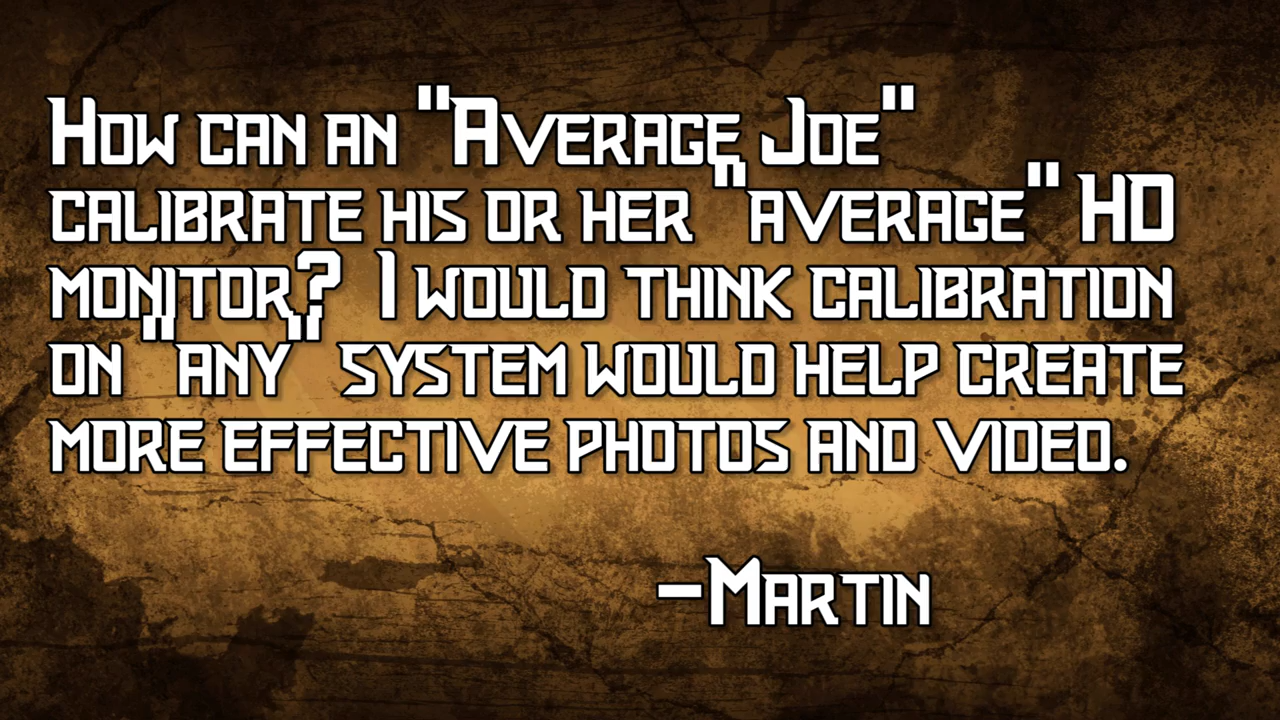 How can an "Average Joe"
calibrate his or her "average" HD
monitor? I would think calibration
on "any" system would help create
more effective photos and video.
-Martin